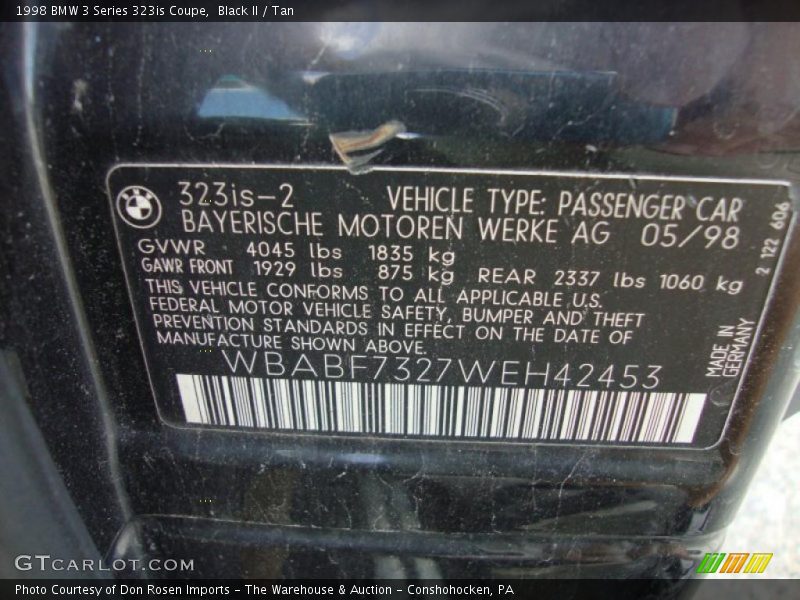 1998 BMW 3 Series 323is Coupe, Black II / Tan
BMW
323is-2 VEHICLE TYPE: PASSENGER CAR
BAYERISCHE MOTOREN WERKE AG 05/98
GVWR 4045 lbs 1835 kg
GAWR FRONT 1929 lbs 875 kg REAR 2337 lbs 1060 kg
THIS VEHICLE CONFORMS TO ALL APPLICABLE U.S.
FEDERAL MOTOR VEHICLE SAFETY, BUMPER AND THEFT
PREVENTION STANDARDS IN EFFECT ON THE DATE OF
MANUFACTURE SHOWN ABOVE.
WBABF7327WEH42453
2 122 606
MADE IN
GERMANY
GTCARLOT.COM
Photo Courtesy of Don Rosen Imports - The Warehouse & Auction - Conshohocken, PA